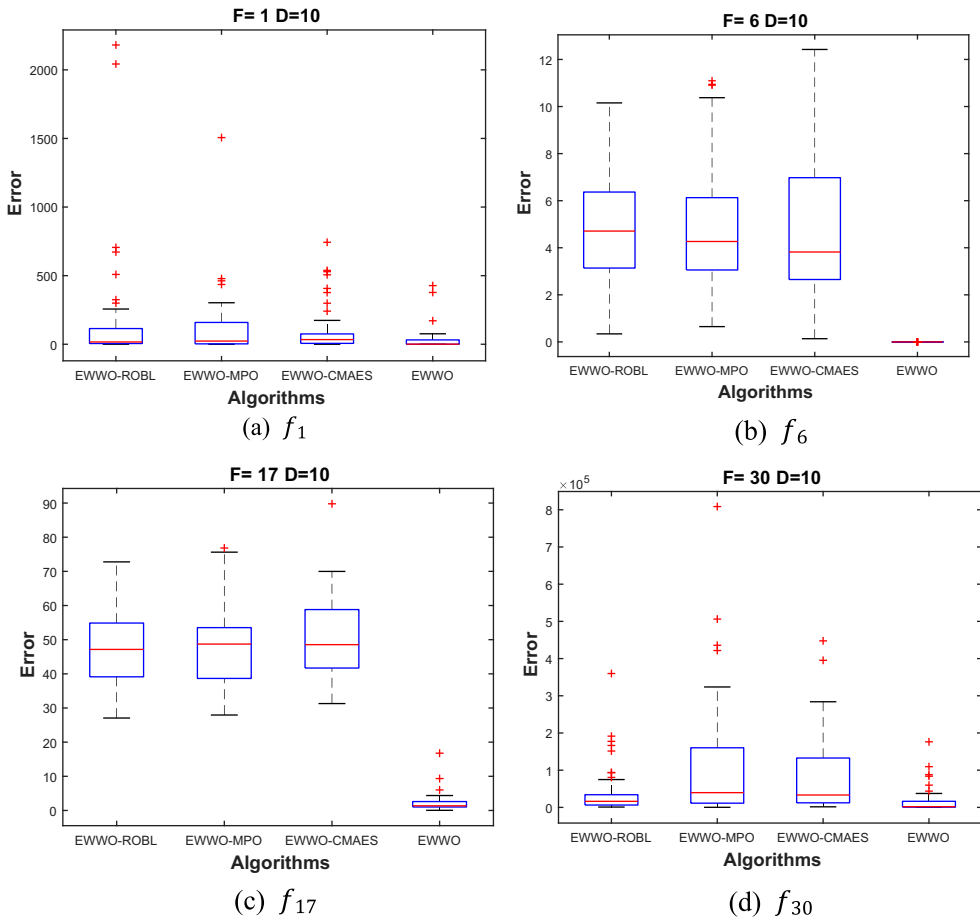 F= 1 D=10
2000
1500
1000
500
0
Error
EWWO-ROBL EWWO-MPO EWWO-CMAES EWWO
Algorithms
(a) f1
F= 6 D=10
12
10
8
6
4
2
0
Error
EWWO-ROBL EWWO-MPO EWWO-CMAES EWWO
Algorithms
(b) f6
F= 17 D=10
90
80
70
60
50
40
30
20
10
0
Error
EWWO-ROBL EWWO-MPO EWWO-CMAES EWWO
Algorithms
(c) f17
F= 30 D=10
×10^5
8
7
6
5
4
3
2
1
0
Error
EWWO-ROBL EWWO-MPO EWWO-CMAES EWWO
Algorithms
(d) f30